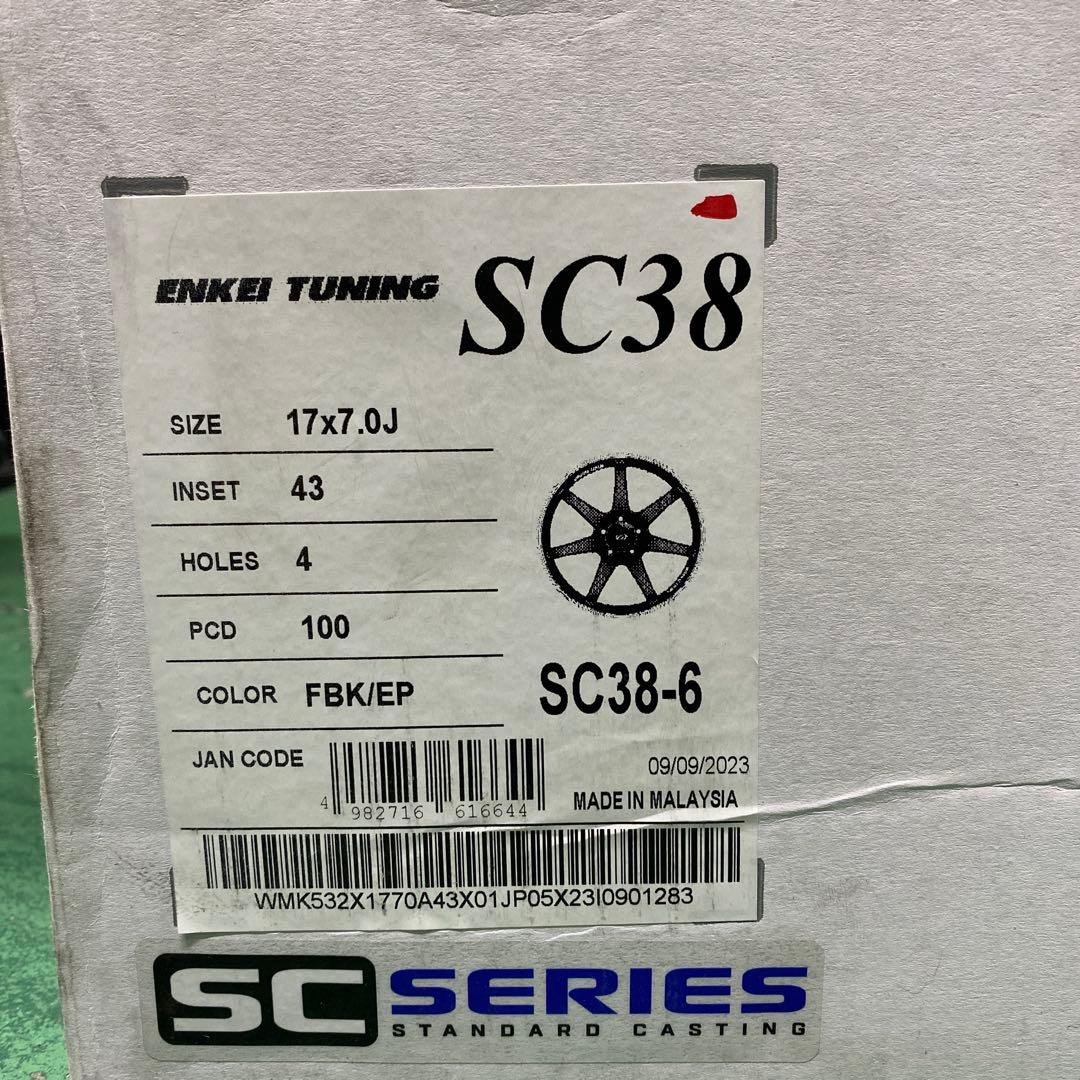 ENKEI TUNING SC38
SIZE 17x7.0J
INSET 43
HOLES 4
PCD 100
COLOR FBK/EP
SC38-6
JAN CODE
4 982716 616644
09/09/2023
MADE IN MALAYSIA
WMK532X1770A43X01JP05X23I0901283
SC SERIES
STANDARD CASTING